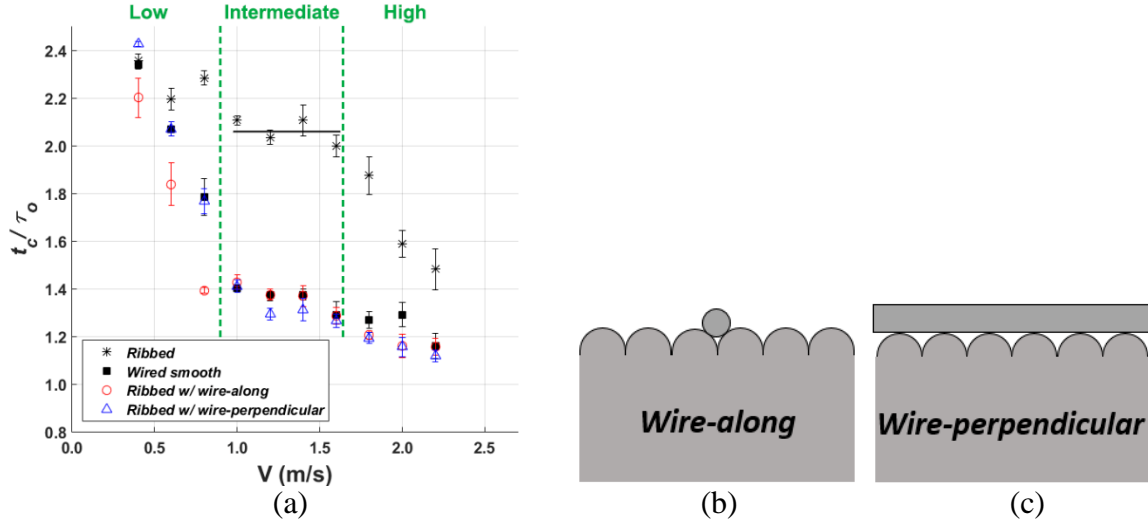 Low Intermediate High
2.4
2.2
2.0
1.8
1.6
1.4
1.2
1.0
0.8
t_c / τ_o
Ribbed
Wired smooth
Ribbed w/ wire-along
Ribbed w/ wire-perpendicular
0.0 0.5 1.0 1.5 2.0 2.5
V (m/s)
(a)
Wire-along
(b)
Wire-perpendicular
(c)